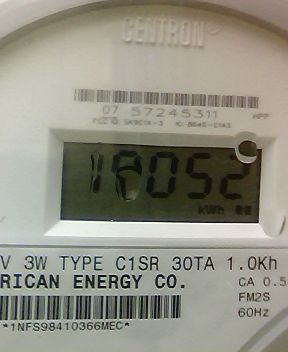 CENTRON
07 57245311
HPP
18052
kWh
V 3W TYPE C1SR 30TA 1.0Kh
RICAN ENERGY CO.
CA 0.5
FM2S
60Hz
*1NFS98410366MEC*